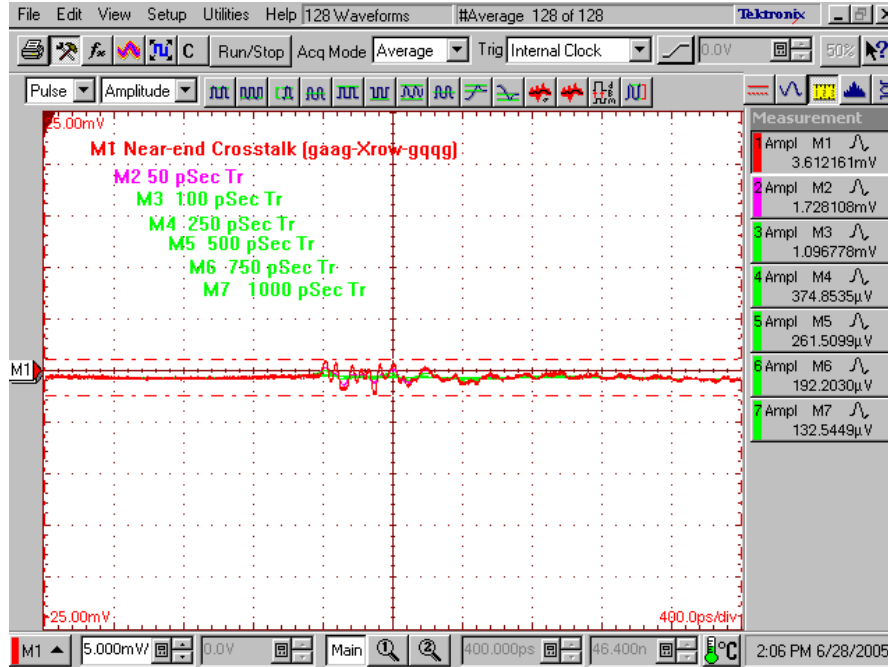 File Edit View Setup Utilities Help 128 Waveforms #Average 128 of 128 Tektronix
C Run/Stop Acq Mode Average Trig Internal Clock 0.0V 50%
Pulse Amplitude
25.00mV
M1 Near-end Crosstalk (gaag-Xrow-gqqg)
M2 50 pSec Tr
M3 100 pSec Tr
M4 250 pSec Tr
M5 500 pSec Tr
M6 750 pSec Tr
M7 1000 pSec Tr
M1
-25.00mV
400.0ps/div
Measurement
1 Ampl M1
3.612161mV
2 Ampl M2
1.728108mV
3 Ampl M3
1.096778mV
4 Ampl M4
374.8535µV
5 Ampl M5
261.5099µV
6 Ampl M6
192.2030µV
7 Ampl M7
132.5449µV
M1 5.000mV/ 0.0V Main 1 2 400.000ps 46.400n °C 2:06 PM 6/28/2005